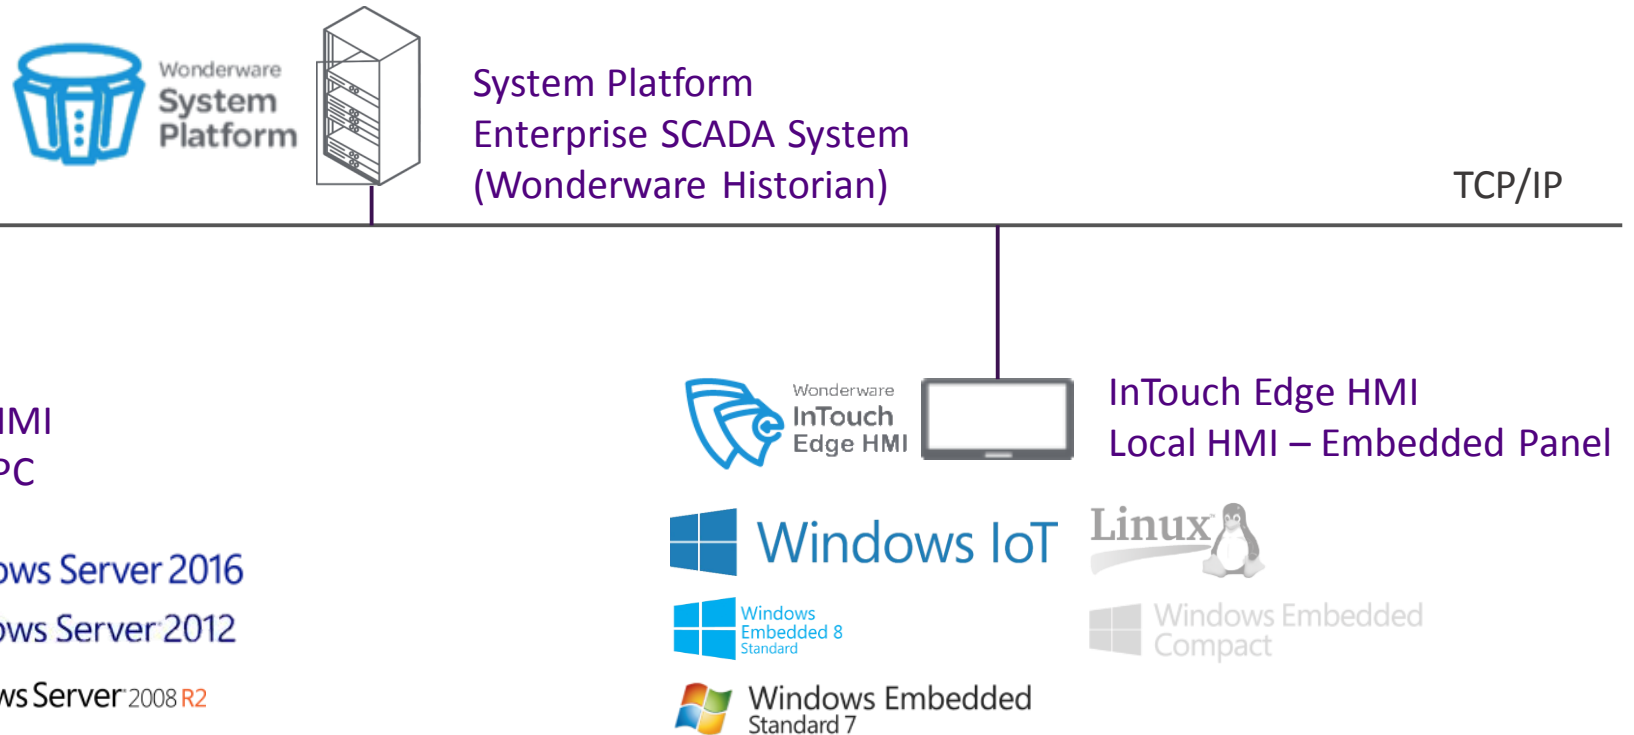 Wonderware
System
Platform
System Platform
Enterprise SCADA System
(Wonderware Historian)
TCP/IP
HMI
PC
Wonderware
InTouch
Edge HMI
InTouch Edge HMI
Local HMI – Embedded Panel
ows Server 2016
ows Server 2012
ws Server 2008 R2
Windows IoT
Linux™
Windows
Embedded 8
Standard
Windows Embedded
Compact
Windows Embedded
Standard 7